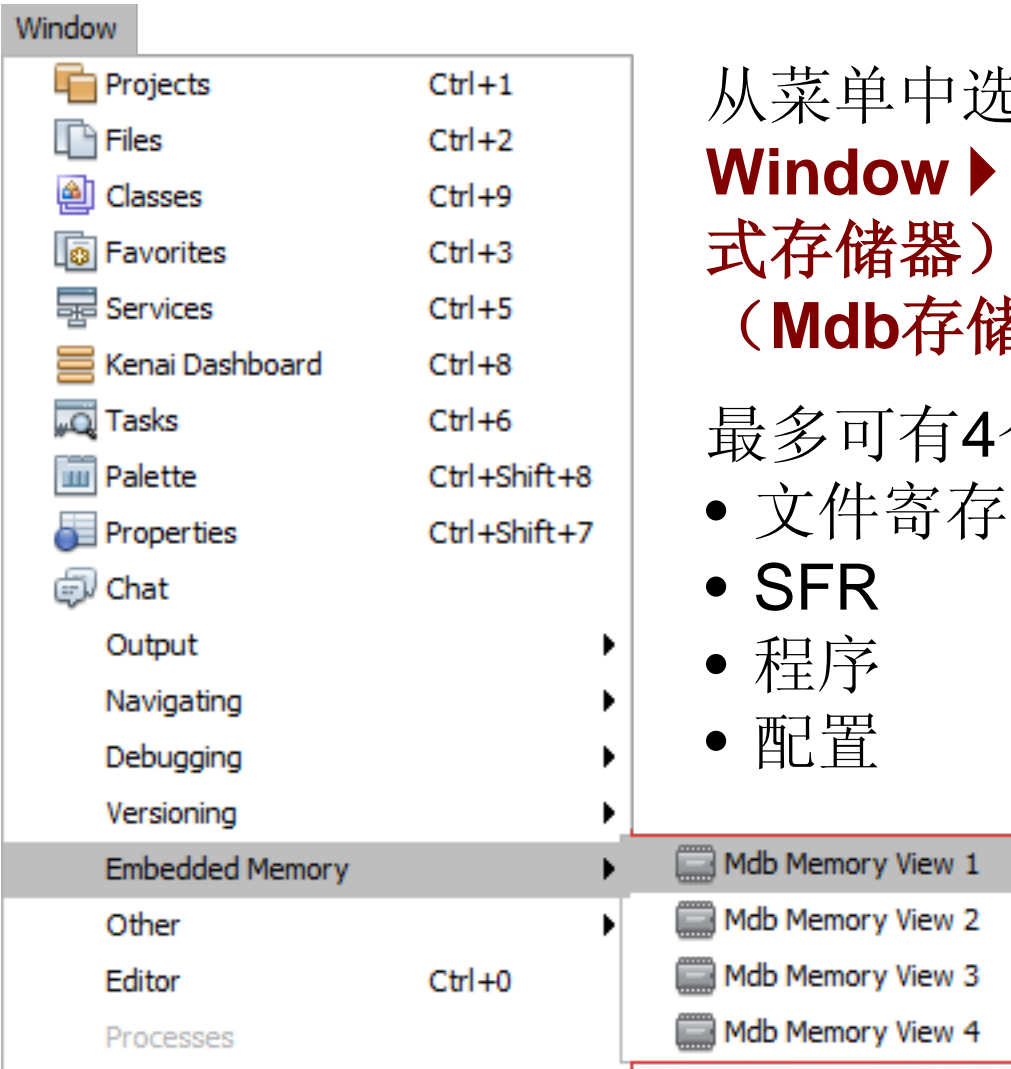 Window
Projects Ctrl+1
Files Ctrl+2
Classes Ctrl+9
Favorites Ctrl+3
Services Ctrl+5
Kenai Dashboard Ctrl+8
Tasks Ctrl+6
Palette Ctrl+Shift+8
Properties Ctrl+Shift+7
Chat
Output
Navigating
Debugging
Versioning
Embedded Memory
Other
Editor Ctrl+0
Processes
Mdb Memory View 1
Mdb Memory View 2
Mdb Memory View 3
Mdb Memory View 4
从菜单中选
Window
式存储器）
（Mdb存储
最多可有4
• 文件寄存
• SFR
• 程序
• 配置